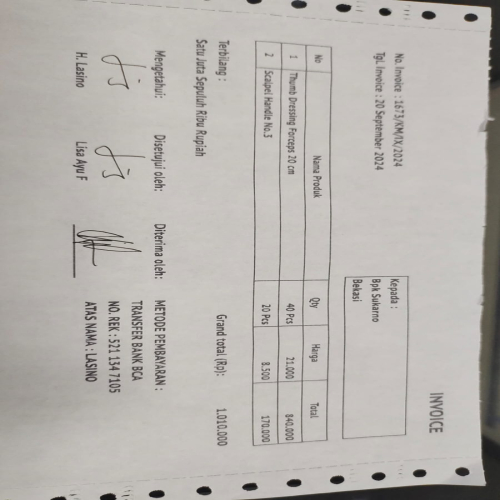 INVOICE
No. Invoice : 1673/KM/IX/2024
Tgl. Invoice : 20 September 2024
Kepada :
Bpk Sukarno
Bekasi
No Nama Produk Qty Harga Total
1 Thumb Dressing Forceps 20 cm 40 Pcs 21.000 840.000
2 Scalpel Handle No.3 20 Pcs 8.500 170.000
Grand total (Rp): 1.010.000
Terbilang :
Satu Juta Sepuluh Ribu Rupiah
Mengetahui: Disetujui oleh: Diterima oleh:
H. Lasino Lisa Ayu F
METODE PEMBAYARAN :
TRANSFER BANK BCA
NO. REK : 521 134 7105
ATAS NAMA : LASINO